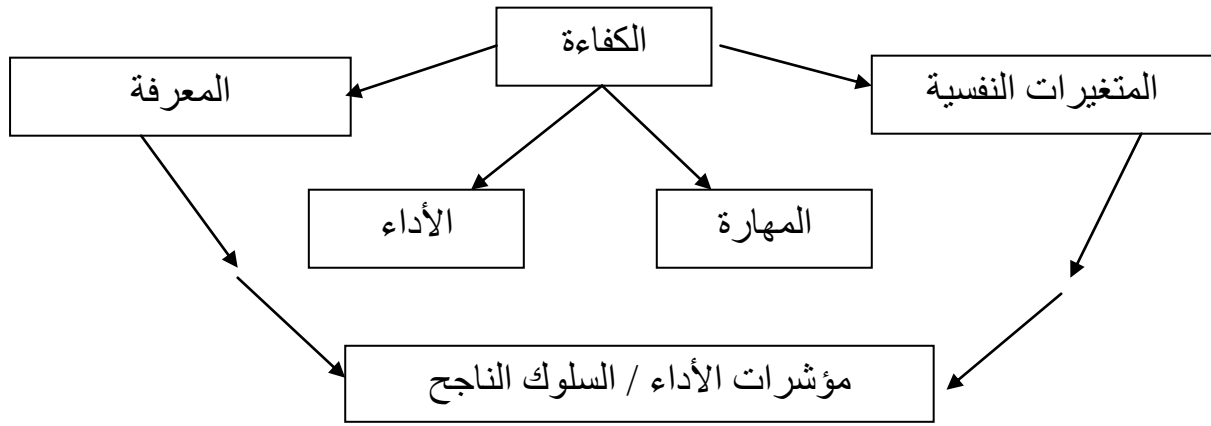 الكفاءة
المتغيرات النفسية
المعرفة
المهارة
الأداء
مؤشرات الأداء / السلوك الناجح